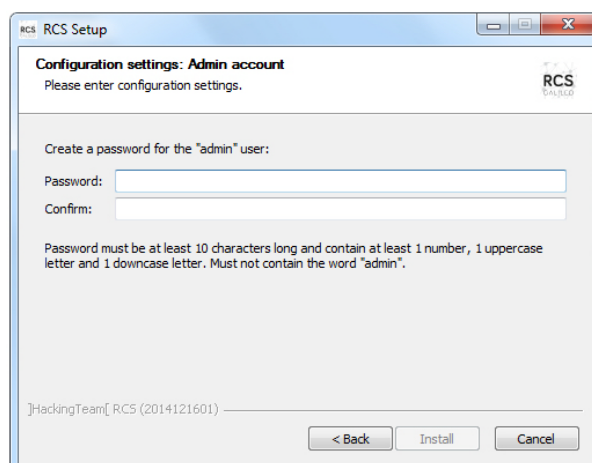 RCS RCS Setup
Configuration settings: Admin account
Please enter configuration settings.
RCS
GALILEO
Create a password for the "admin" user:
Password:
Confirm:
Password must be at least 10 characters long and contain at least 1 number, 1 uppercase
letter and 1 downcase letter. Must not contain the word "admin".
]HackingTeam[ RCS (2014121601)
< Back Install Cancel